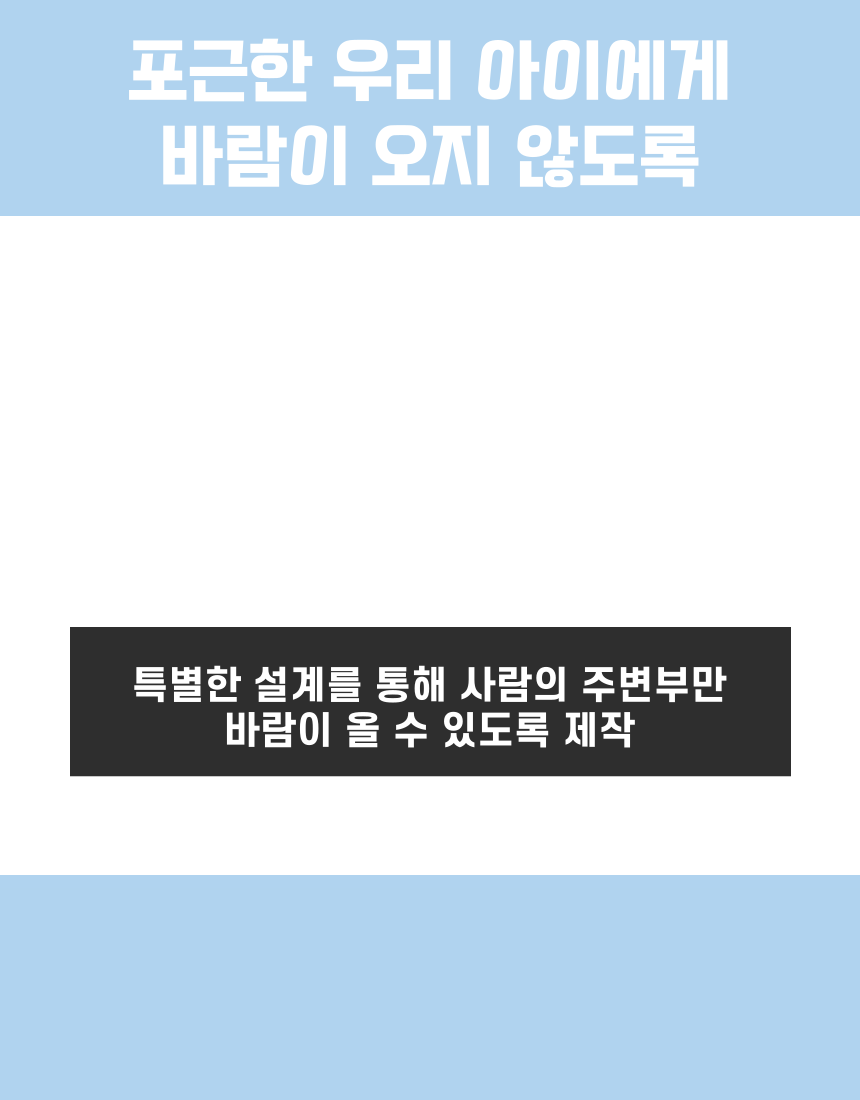 포근한 우리 아이에게
바람이 오지 않도록
특별한 설계를 통해 사람의 주변부만
바람이 올 수 있도록 제작